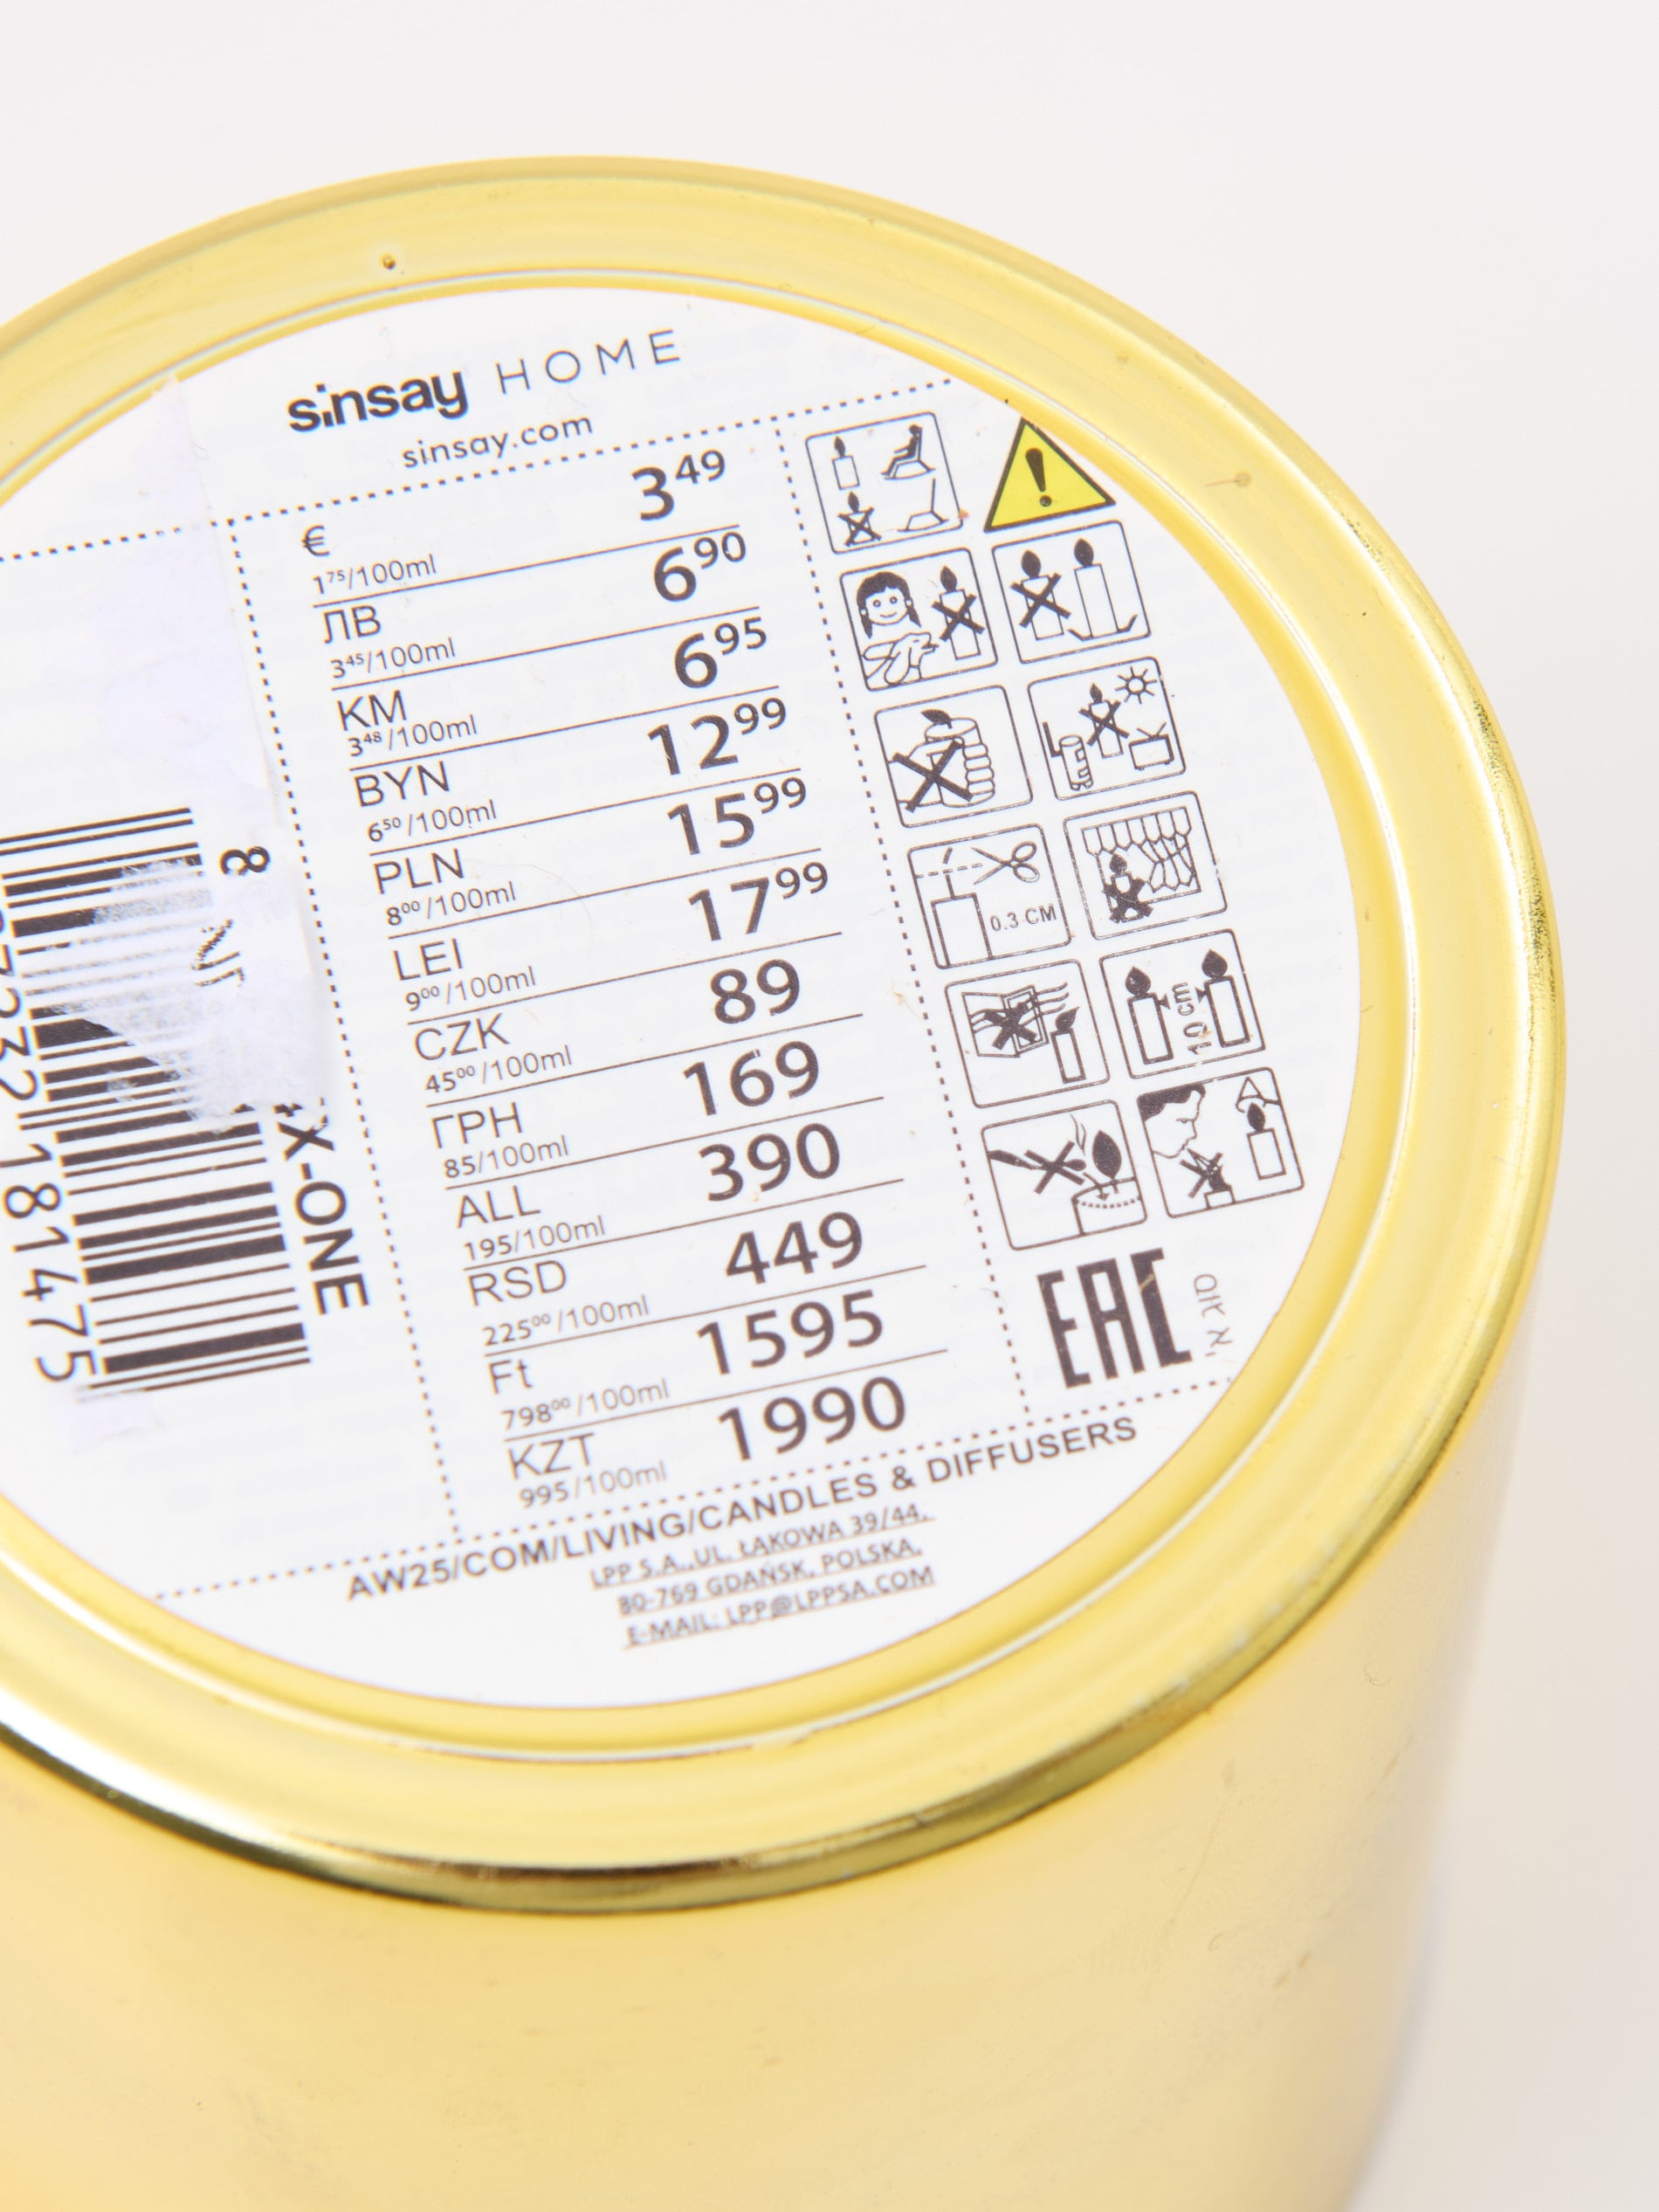 sinsay HOME
sinsay.com
€ 3⁴⁹
1⁷⁵/100ml
ЛВ 6⁹⁰
3⁴⁵/100ml
KM 6⁹⁵
3⁴⁸/100ml
BYN 12⁹⁹
6⁵⁰/100ml
PLN 15⁹⁹
8⁰⁰/100ml
LEI 17⁹⁹
9⁰⁰/100ml
CZK 89
45⁰⁰/100ml
ГРН 169
85/100ml
ALL 390
195/100ml
RSD 449
225⁰⁰/100ml
Ft 1595
798⁰⁰/100ml
KZT 1990
995/100ml
0.3 CM
10 cm
EAC
8
X-ONE
AW25/COM/LIVING/CANDLES & DIFFUSERS
LPP S.A., UL. ŁĄKOWA 39/44,
80-769 GDAŃSK, POLSKA,
E-MAIL: LPP@LPPSA.COM